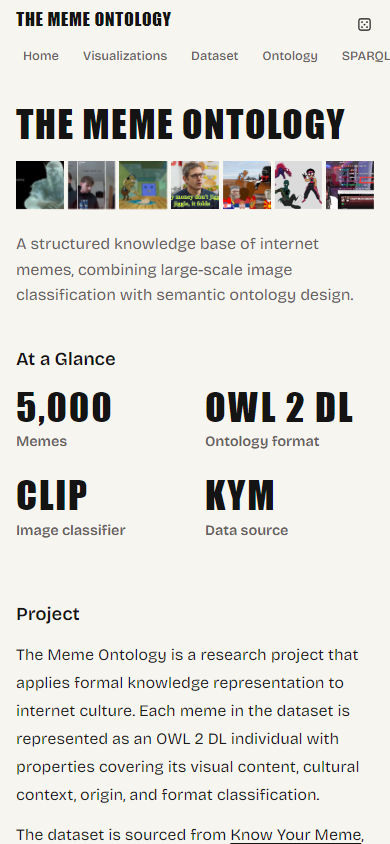 THE MEME ONTOLOGY
Home Visualizations Dataset Ontology SPARQL
THE MEME ONTOLOGY
A structured knowledge base of internet
memes, combining large-scale image
classification with semantic ontology design.
At a Glance
5,000 OWL 2 DL
Memes Ontology format
CLIP KYM
Image classifier Data source
Project
The Meme Ontology is a research project that
applies formal knowledge representation to
internet culture. Each meme in the dataset is
represented as an OWL 2 DL individual with
properties covering its visual content, cultural
context, origin, and format classification.
The dataset is sourced from Know Your Meme,